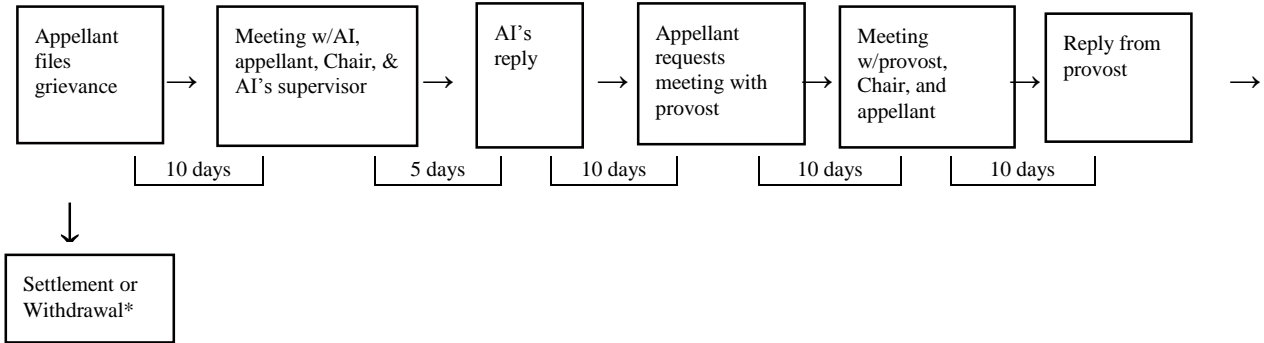 Appellant
files
grievance
Meeting w/AI,
appellant, Chair, &
AI’s supervisor
AI’s
reply
Appellant
requests
meeting with
provost
Meeting
w/provost,
Chair, and
appellant
Reply from
provost
10 days
5 days
10 days
10 days
10 days
Settlement or
Withdrawal*